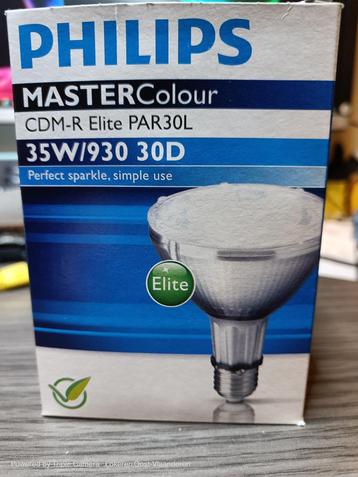 PHILIPS
MASTERColour
CDM-R Elite PAR30L
35W/930 30D
Perfect sparkle, simple use
Elite
Powered by Triple Camera - Lokeren/Oost-Vlaanderen